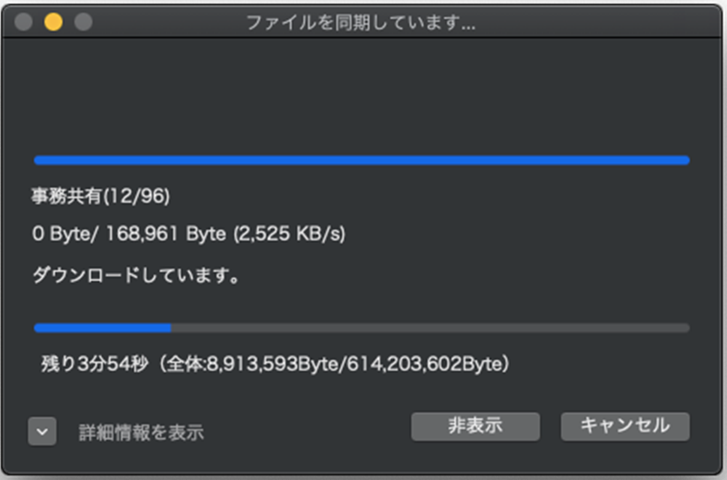 ファイルを同期しています...
事務共有(12/96)
0 Byte/ 168,961 Byte (2,525 KB/s)
ダウンロードしています。
残り3分54秒（全体:8,913,593Byte/614,203,602Byte）
詳細情報を表示
非表示
キャンセル